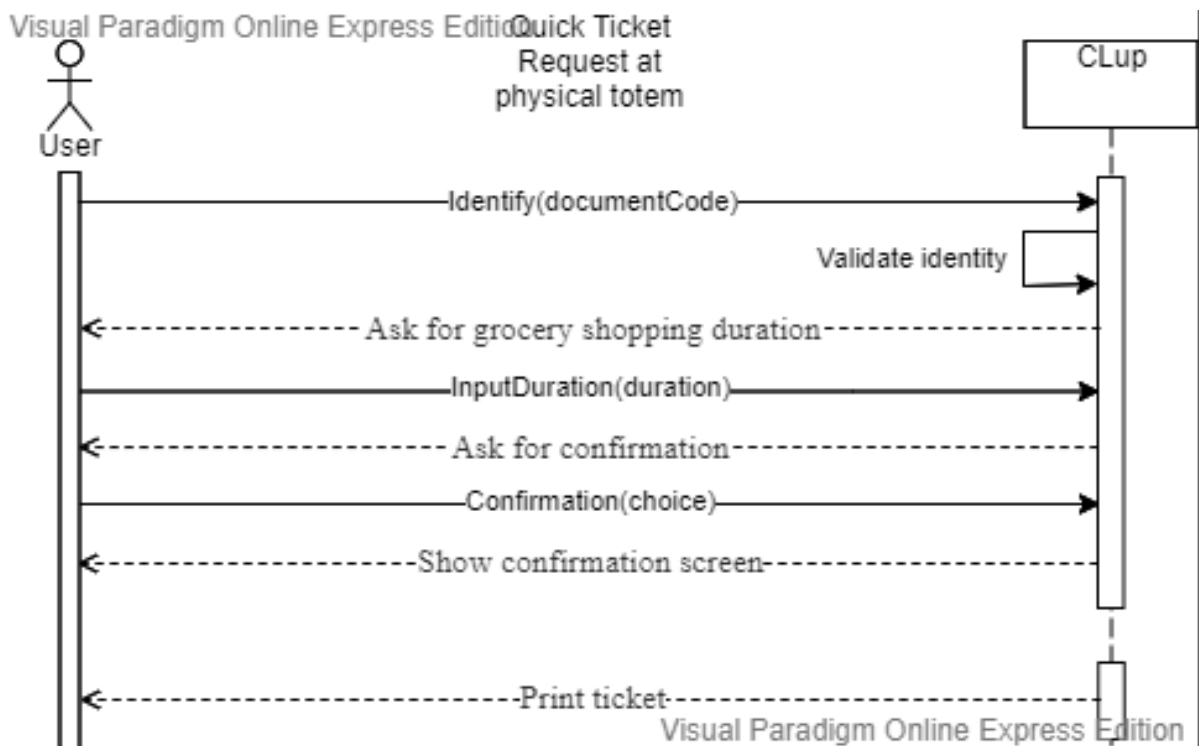 Visual Paradigm Online Express Edition
Quick Ticket
Request at
physical totem
CLup
User
Identify(documentCode)
Validate identity
Ask for grocery shopping duration
InputDuration(duration)
Ask for confirmation
Confirmation(choice)
Show confirmation screen
Print ticket
Visual Paradigm Online Express Edition